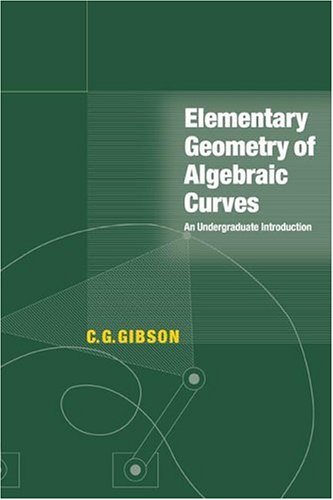 Elementary
Geometry of
Algebraic
Curves
An Undergraduate Introduction
C.G. GIBSON